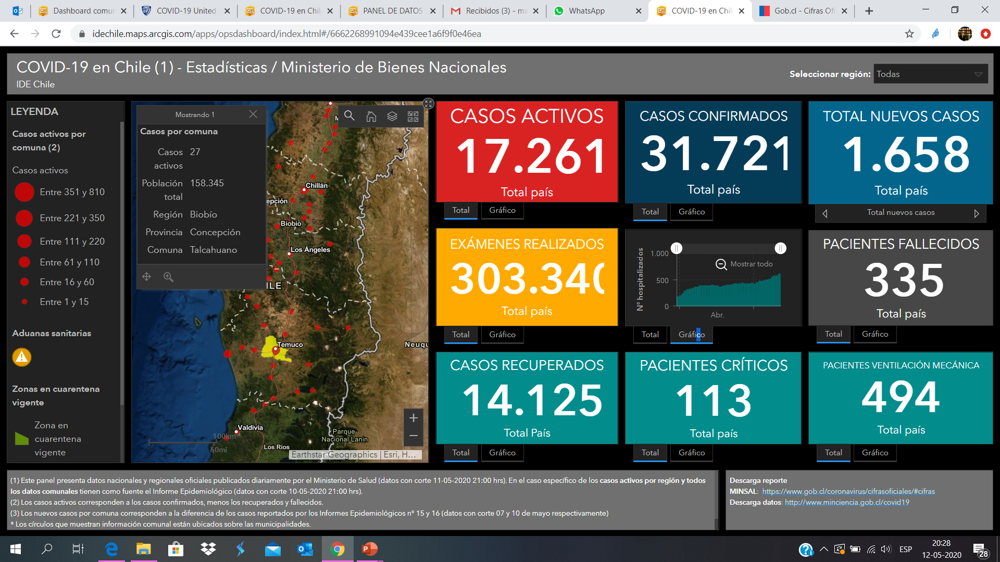 Dashboard comu
COVID-19 United
COVID-19 en Chil
PANEL DE DATOS
Recibidos (3) - ma
WhatsApp
COVID-19 en Chil
Gob.cl - Cifras Ofi
idechile.maps.arcgis.com/apps/opsdashboard/index.html#/6662268991094e439cee1a6f9f0e46ea
COVID-19 en Chile (1) - Estadísticas / Ministerio de Bienes Nacionales
IDE Chile
Seleccionar región: Todas
LEYENDA
Casos activos por
comuna (2)
Casos activos
Entre 351 y 810
Entre 221 y 350
Entre 111 y 220
Entre 61 y 110
Entre 16 y 60
Entre 1 y 15
Aduanas sanitarias
Zonas en cuarentena
vigente
Zona en
cuarentena
vigente
Mostrando 1
Casos por comuna
Casos activos 27
Población total 158.345
Región Biobío
Provincia Concepción
Comuna Talcahuano
M
Chillán
epción
Bíobío
Los Ángeles
ILE
Temuco
Neuqu
Valdivia
100km
60mi
Los Ríos
Parque
Nacional Lanin
Earthstar Geographics | Esri, H...
CASOS ACTIVOS
17.261
Total país
Total Gráfico
CASOS CONFIRMADOS
31.721
Total país
Total Gráfico
TOTAL NUEVOS CASOS
1.658
Total país
Total nuevos casos
EXÁMENES REALIZADOS
303.340
Total país
Total Gráfico
Nº hospitalizados
1.000
500
0
Mostrar todo
Abr.
Total Gráfico
PACIENTES FALLECIDOS
335
Total país
Total Gráfico
CASOS RECUPERADOS
14.125
Total País
Total Gráfico
PACIENTES CRÍTICOS
113
Total país
Total Gráfico
PACIENTES VENTILACIÓN MECÁNICA
494
Total país
Total Gráfico
(1) Este panel presenta datos nacionales y regionales oficiales publicados diariamente por el Ministerio de Salud (datos con corte 11-05-2020 21:00 hrs). En el caso específico de los casos activos por región y todos
los datos comunales tienen como fuente el Informe Epidemiológico (datos con corte 10-05-2020 21:00 hrs).
(2) Los casos activos corresponden a los casos confirmados, menos los recuperados y fallecidos.
(3) Los nuevos casos por comuna corresponden a la diferencia de los casos reportados por los Informes Epidemiológicos nº 15 y 16 (datos con corte 07 y 10 de mayo respectivamente)
* Los círculos que muestran información comunal están ubicados sobre las municipalidades.
Descarga reporte
MINSAL: https://www.gob.cl/coronavirus/cifrasoficiales/#cifras
Descarga datos: http://www.minciencia.gob.cl/covid19
ESP
20:28
12-05-2020
28